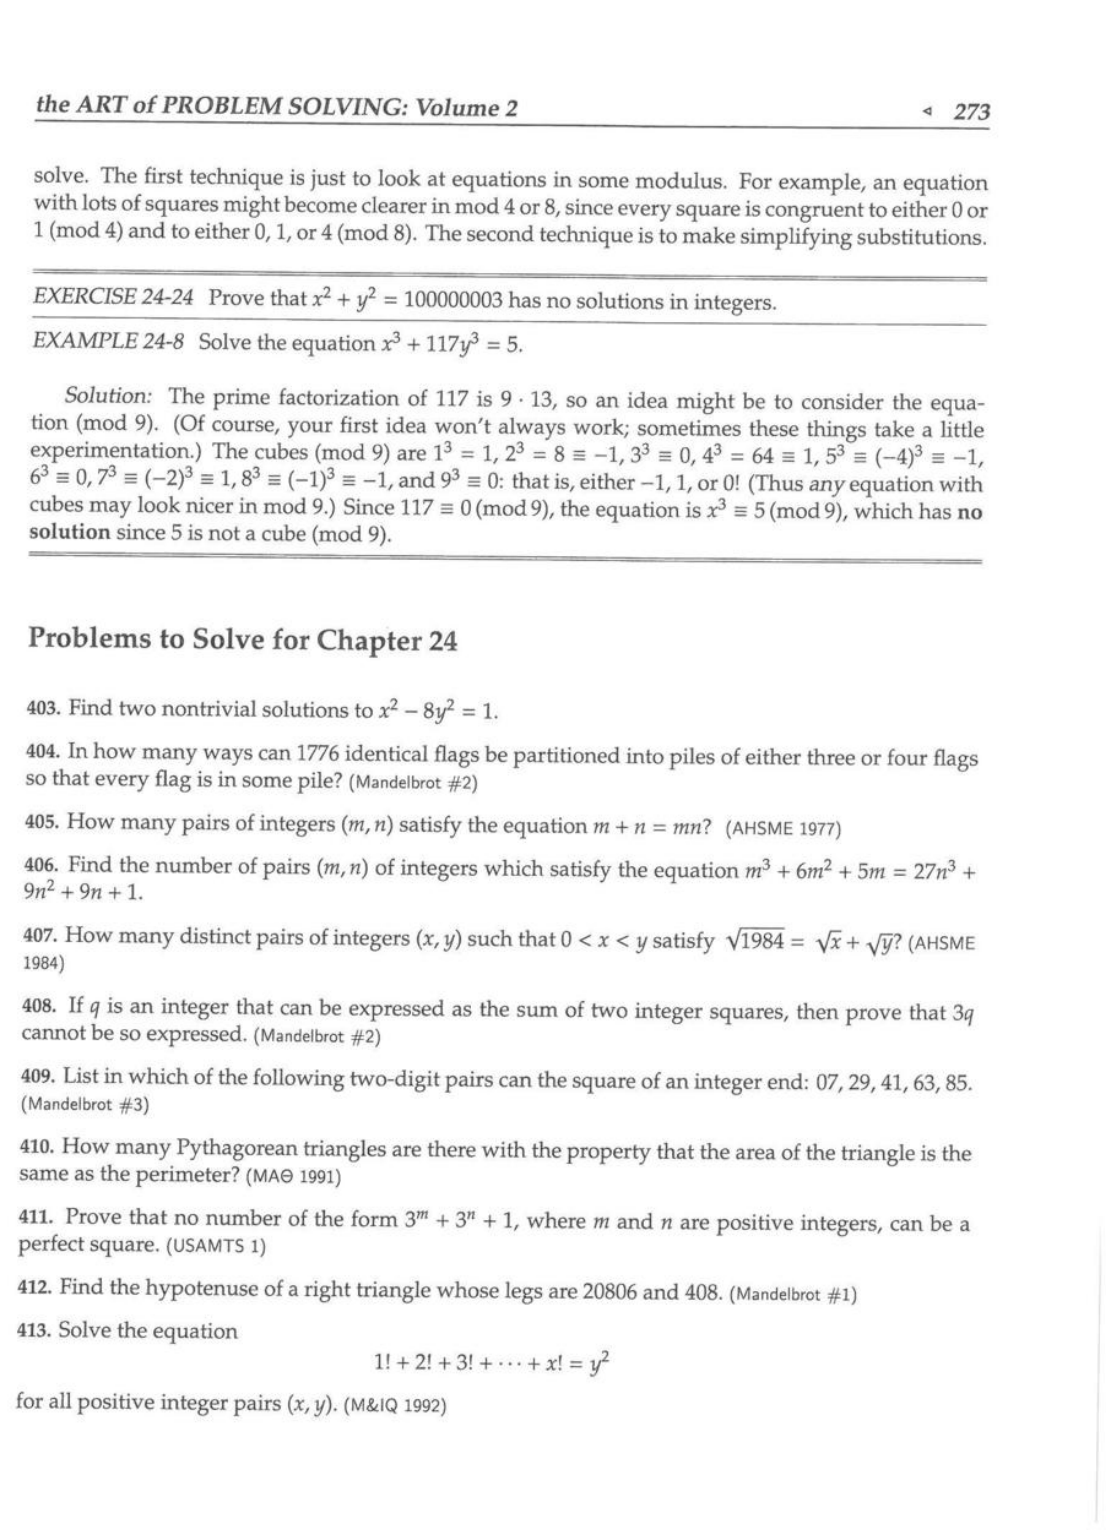 the ART of PROBLEM SOLVING: Volume 2 ◃ 273
solve. The first technique is just to look at equations in some modulus. For example, an equation
with lots of squares might become clearer in mod 4 or 8, since every square is congruent to either 0 or
1 (mod 4) and to either 0, 1, or 4 (mod 8). The second technique is to make simplifying substitutions.
EXERCISE 24-24 Prove that x² + y² = 100000003 has no solutions in integers.
EXAMPLE 24-8 Solve the equation x³ + 117y³ = 5.
Solution: The prime factorization of 117 is 9 · 13, so an idea might be to consider the equa-
tion (mod 9). (Of course, your first idea won't always work; sometimes these things take a little
experimentation.) The cubes (mod 9) are 1³ = 1, 2³ = 8 ≡ −1, 3³ ≡ 0, 4³ = 64 ≡ 1, 5³ ≡ (−4)³ ≡ −1,
6³ ≡ 0, 7³ ≡ (−2)³ ≡ 1, 8³ ≡ (−1)³ ≡ −1, and 9³ ≡ 0: that is, either −1, 1, or 0! (Thus any equation with
cubes may look nicer in mod 9.) Since 117 ≡ 0 (mod 9), the equation is x³ ≡ 5 (mod 9), which has no
solution since 5 is not a cube (mod 9).
Problems to Solve for Chapter 24
403. Find two nontrivial solutions to x² − 8y² = 1.
404. In how many ways can 1776 identical flags be partitioned into piles of either three or four flags
so that every flag is in some pile? (Mandelbrot #2)
405. How many pairs of integers (m, n) satisfy the equation m + n = mn? (AHSME 1977)
406. Find the number of pairs (m, n) of integers which satisfy the equation m³ + 6m² + 5m = 27n³ +
9n² + 9n + 1.
407. How many distinct pairs of integers (x, y) such that 0 < x < y satisfy √1984 = √x + √y? (AHSME
1984)
408. If q is an integer that can be expressed as the sum of two integer squares, then prove that 3q
cannot be so expressed. (Mandelbrot #2)
409. List in which of the following two-digit pairs can the square of an integer end: 07, 29, 41, 63, 85.
(Mandelbrot #3)
410. How many Pythagorean triangles are there with the property that the area of the triangle is the
same as the perimeter? (MAΘ 1991)
411. Prove that no number of the form 3ᵐ + 3ⁿ + 1, where m and n are positive integers, can be a
perfect square. (USAMTS 1)
412. Find the hypotenuse of a right triangle whose legs are 20806 and 408. (Mandelbrot #1)
413. Solve the equation
1! + 2! + 3! + ⋯ + x! = y²
for all positive integer pairs (x, y). (M&IQ 1992)